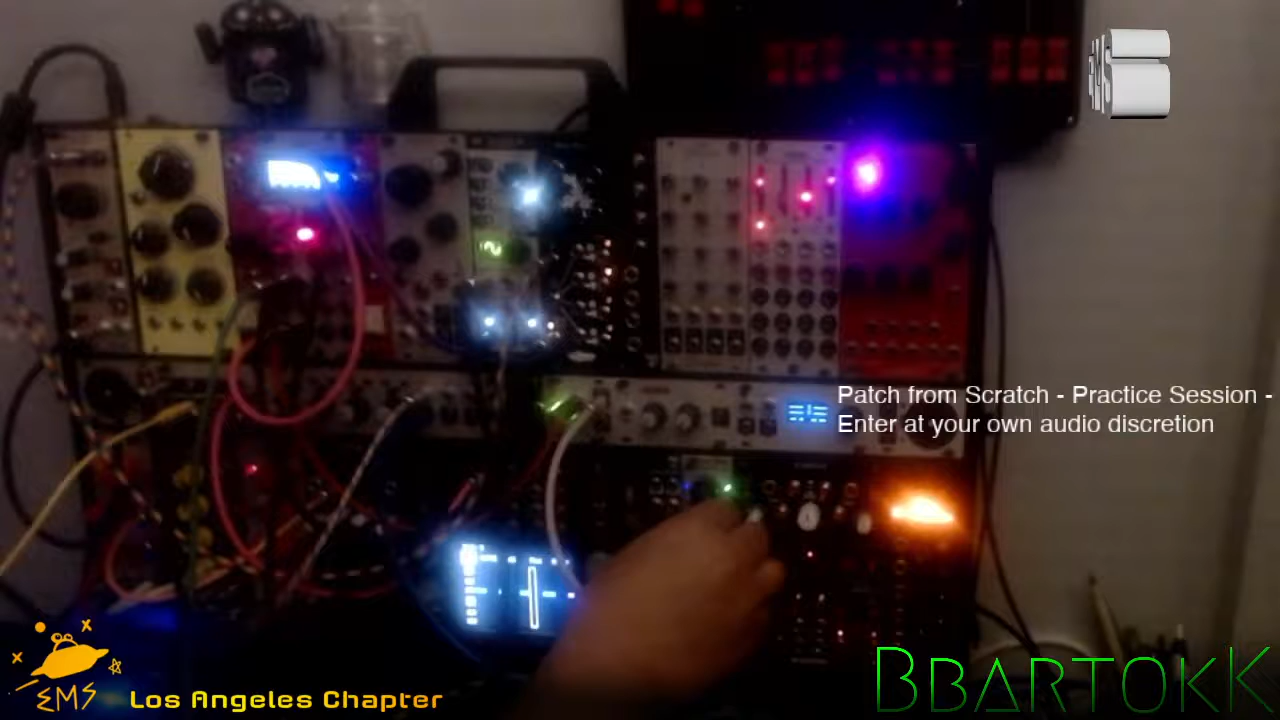 Patch from Scratch - Practice Session -
Enter at your own audio discretion
EMS
Los Angeles Chapter
BBARTOKK